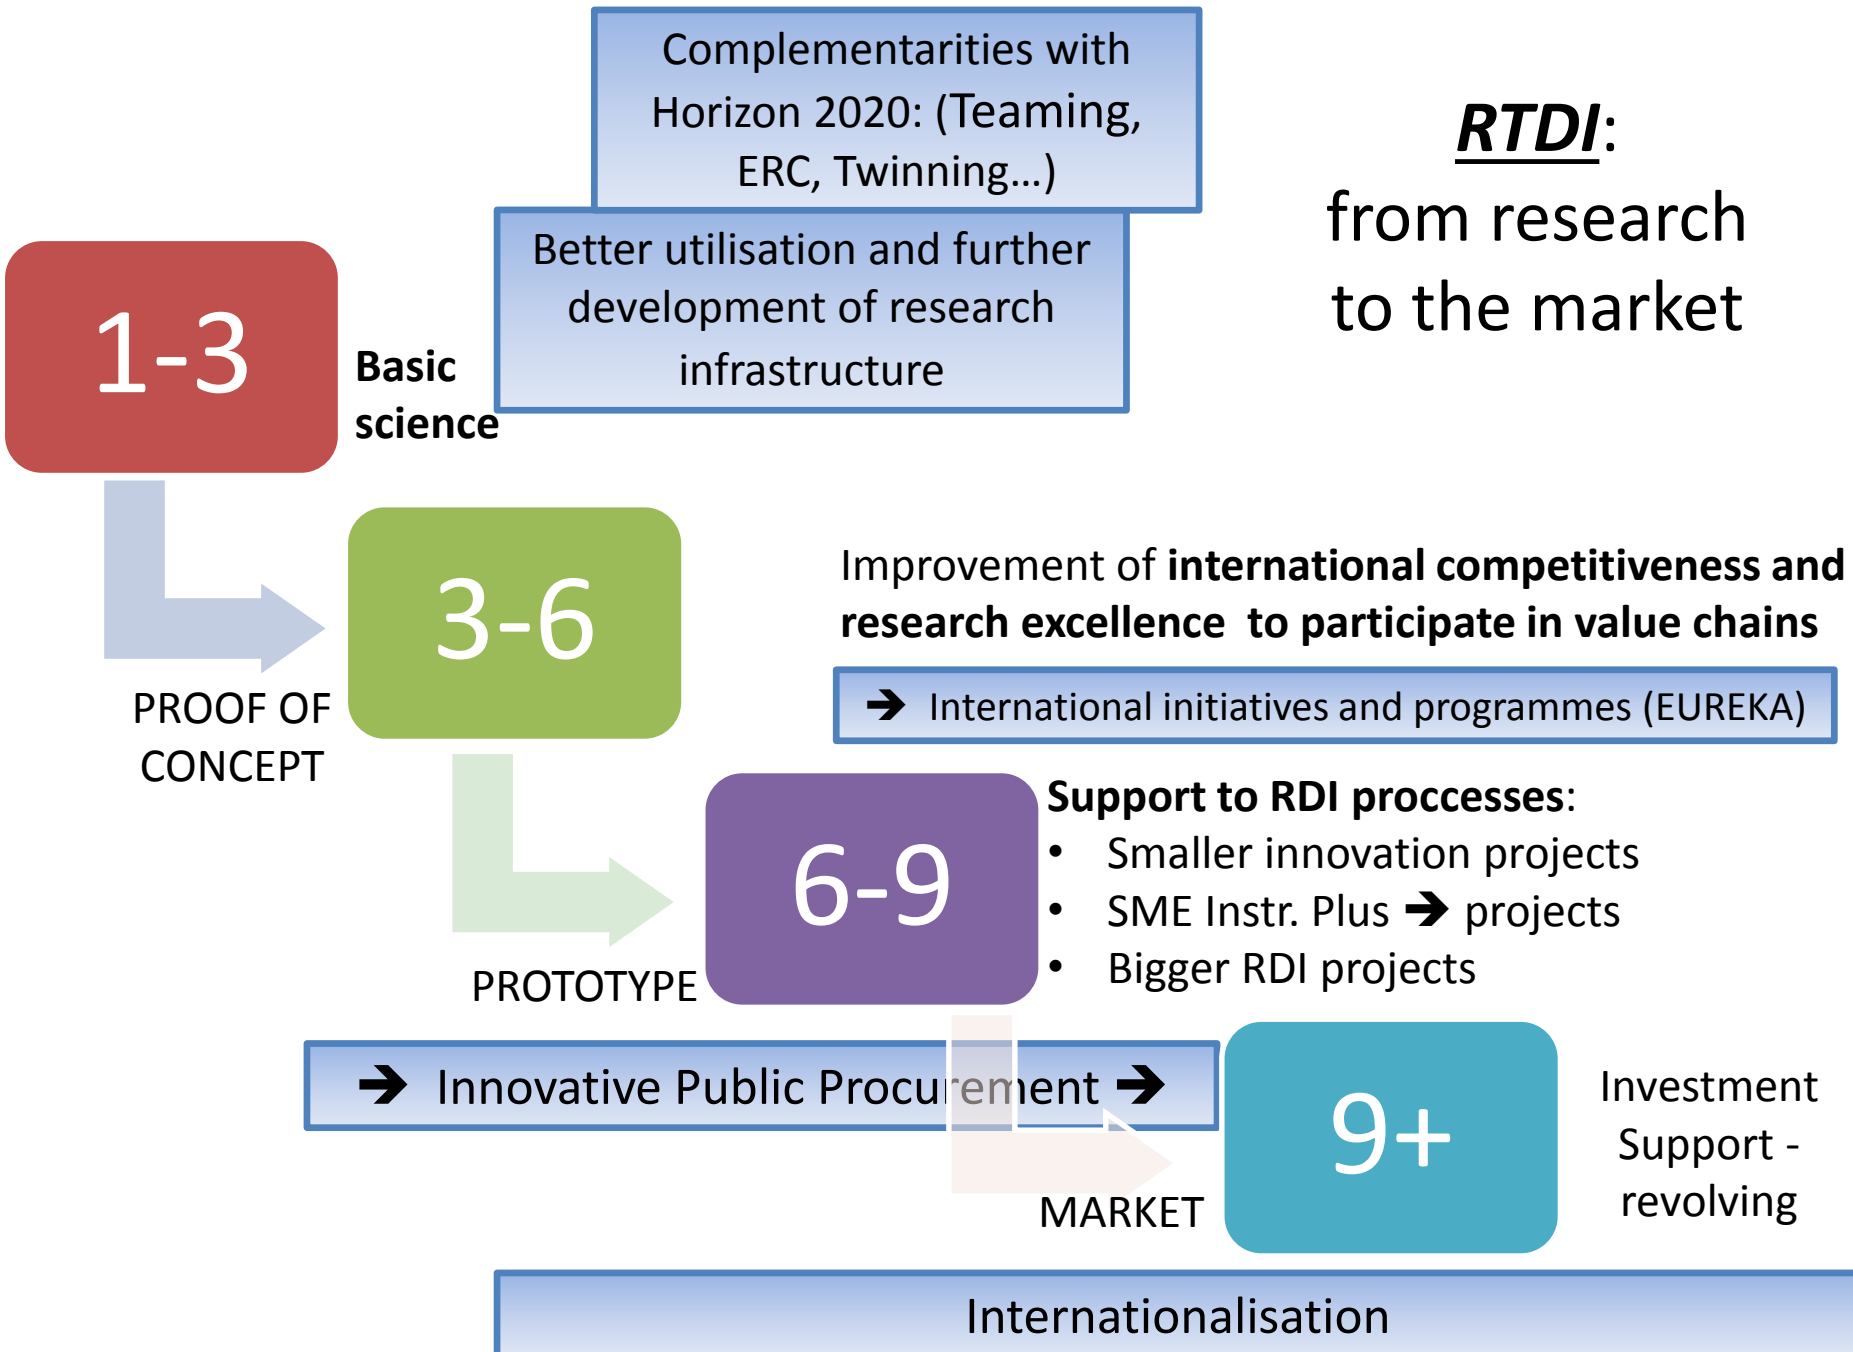 Complementarities with
Horizon 2020: (Teaming,
ERC, Twinning...)
RTDI:
from research
to the market
Better utilisation and further
development of research
infrastructure
1-3
Basic
science
3-6
PROOF OF
CONCEPT
Improvement of international competitiveness and
research excellence to participate in value chains
➔ International initiatives and programmes (EUREKA)
6-9
PROTOTYPE
Support to RDI proccesses:
• Smaller innovation projects
• SME Instr. Plus ➔ projects
• Bigger RDI projects
➔ Innovative Public Procurement ➔
9+
MARKET
Investment
Support -
revolving
Internationalisation